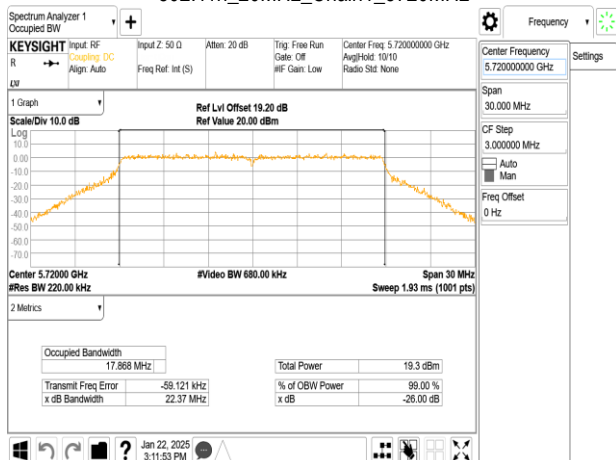 Spectrum Analyzer 1
Occupied BW
Frequency
KEYSIGHT
R
LXI
Input: RF
Coupling: DC
Align: Auto
Input Z: 50 Ω
Freq Ref: Int (S)
Atten: 20 dB
Trig: Free Run
Gate: Off
#IF Gain: Low
Center Freq: 5.720000000 GHz
Avg|Hold: 10/10
Radio Std: None
Center Frequency
5.720000000 GHz
Settings
Span
30.000 MHz
CF Step
3.000000 MHz
Auto
Man
Freq Offset
0 Hz
1 Graph
Scale/Div 10.0 dB
Ref Lvl Offset 19.20 dB
Ref Value 20.00 dBm
Log
10.0
0.00
-10.0
-20.0
-30.0
-40.0
-50.0
-60.0
-70.0
Center 5.72000 GHz
#Res BW 220.00 kHz
#Video BW 680.00 kHz
Span 30 MHz
Sweep 1.93 ms (1001 pts)
2 Metrics
Occupied Bandwidth
17.868 MHz
Transmit Freq Error -59.121 kHz
x dB Bandwidth 22.37 MHz
Total Power 19.3 dBm
% of OBW Power 99.00 %
x dB -26.00 dB
?
Jan 22, 2025
3:11:53 PM